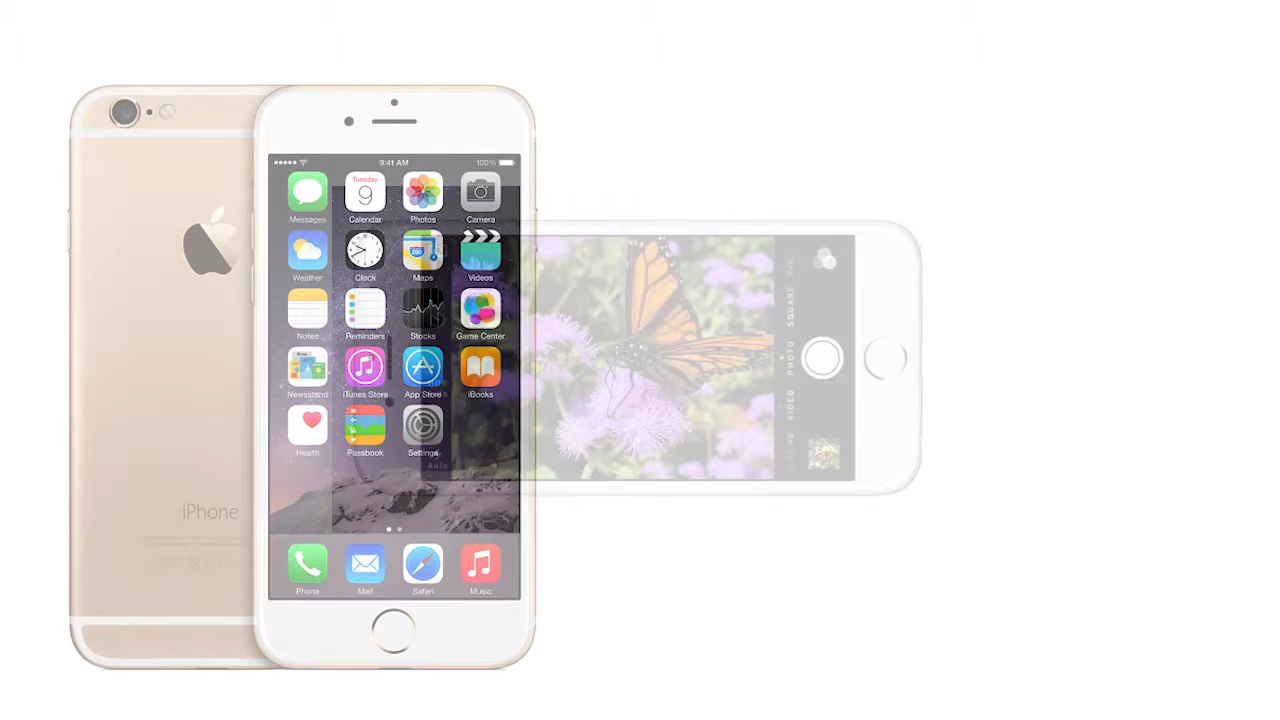 9:41 AM 100%
Tuesday
9
Messages Calendar Photos Camera
Weather Clock Maps Videos
Notes Reminders Stocks Game Center
Newsstand iTunes Store App Store iBooks
Health Passbook Settings
Phone Mail Safari Music
iPhone
SQUARE
PHOTO
VIDEO